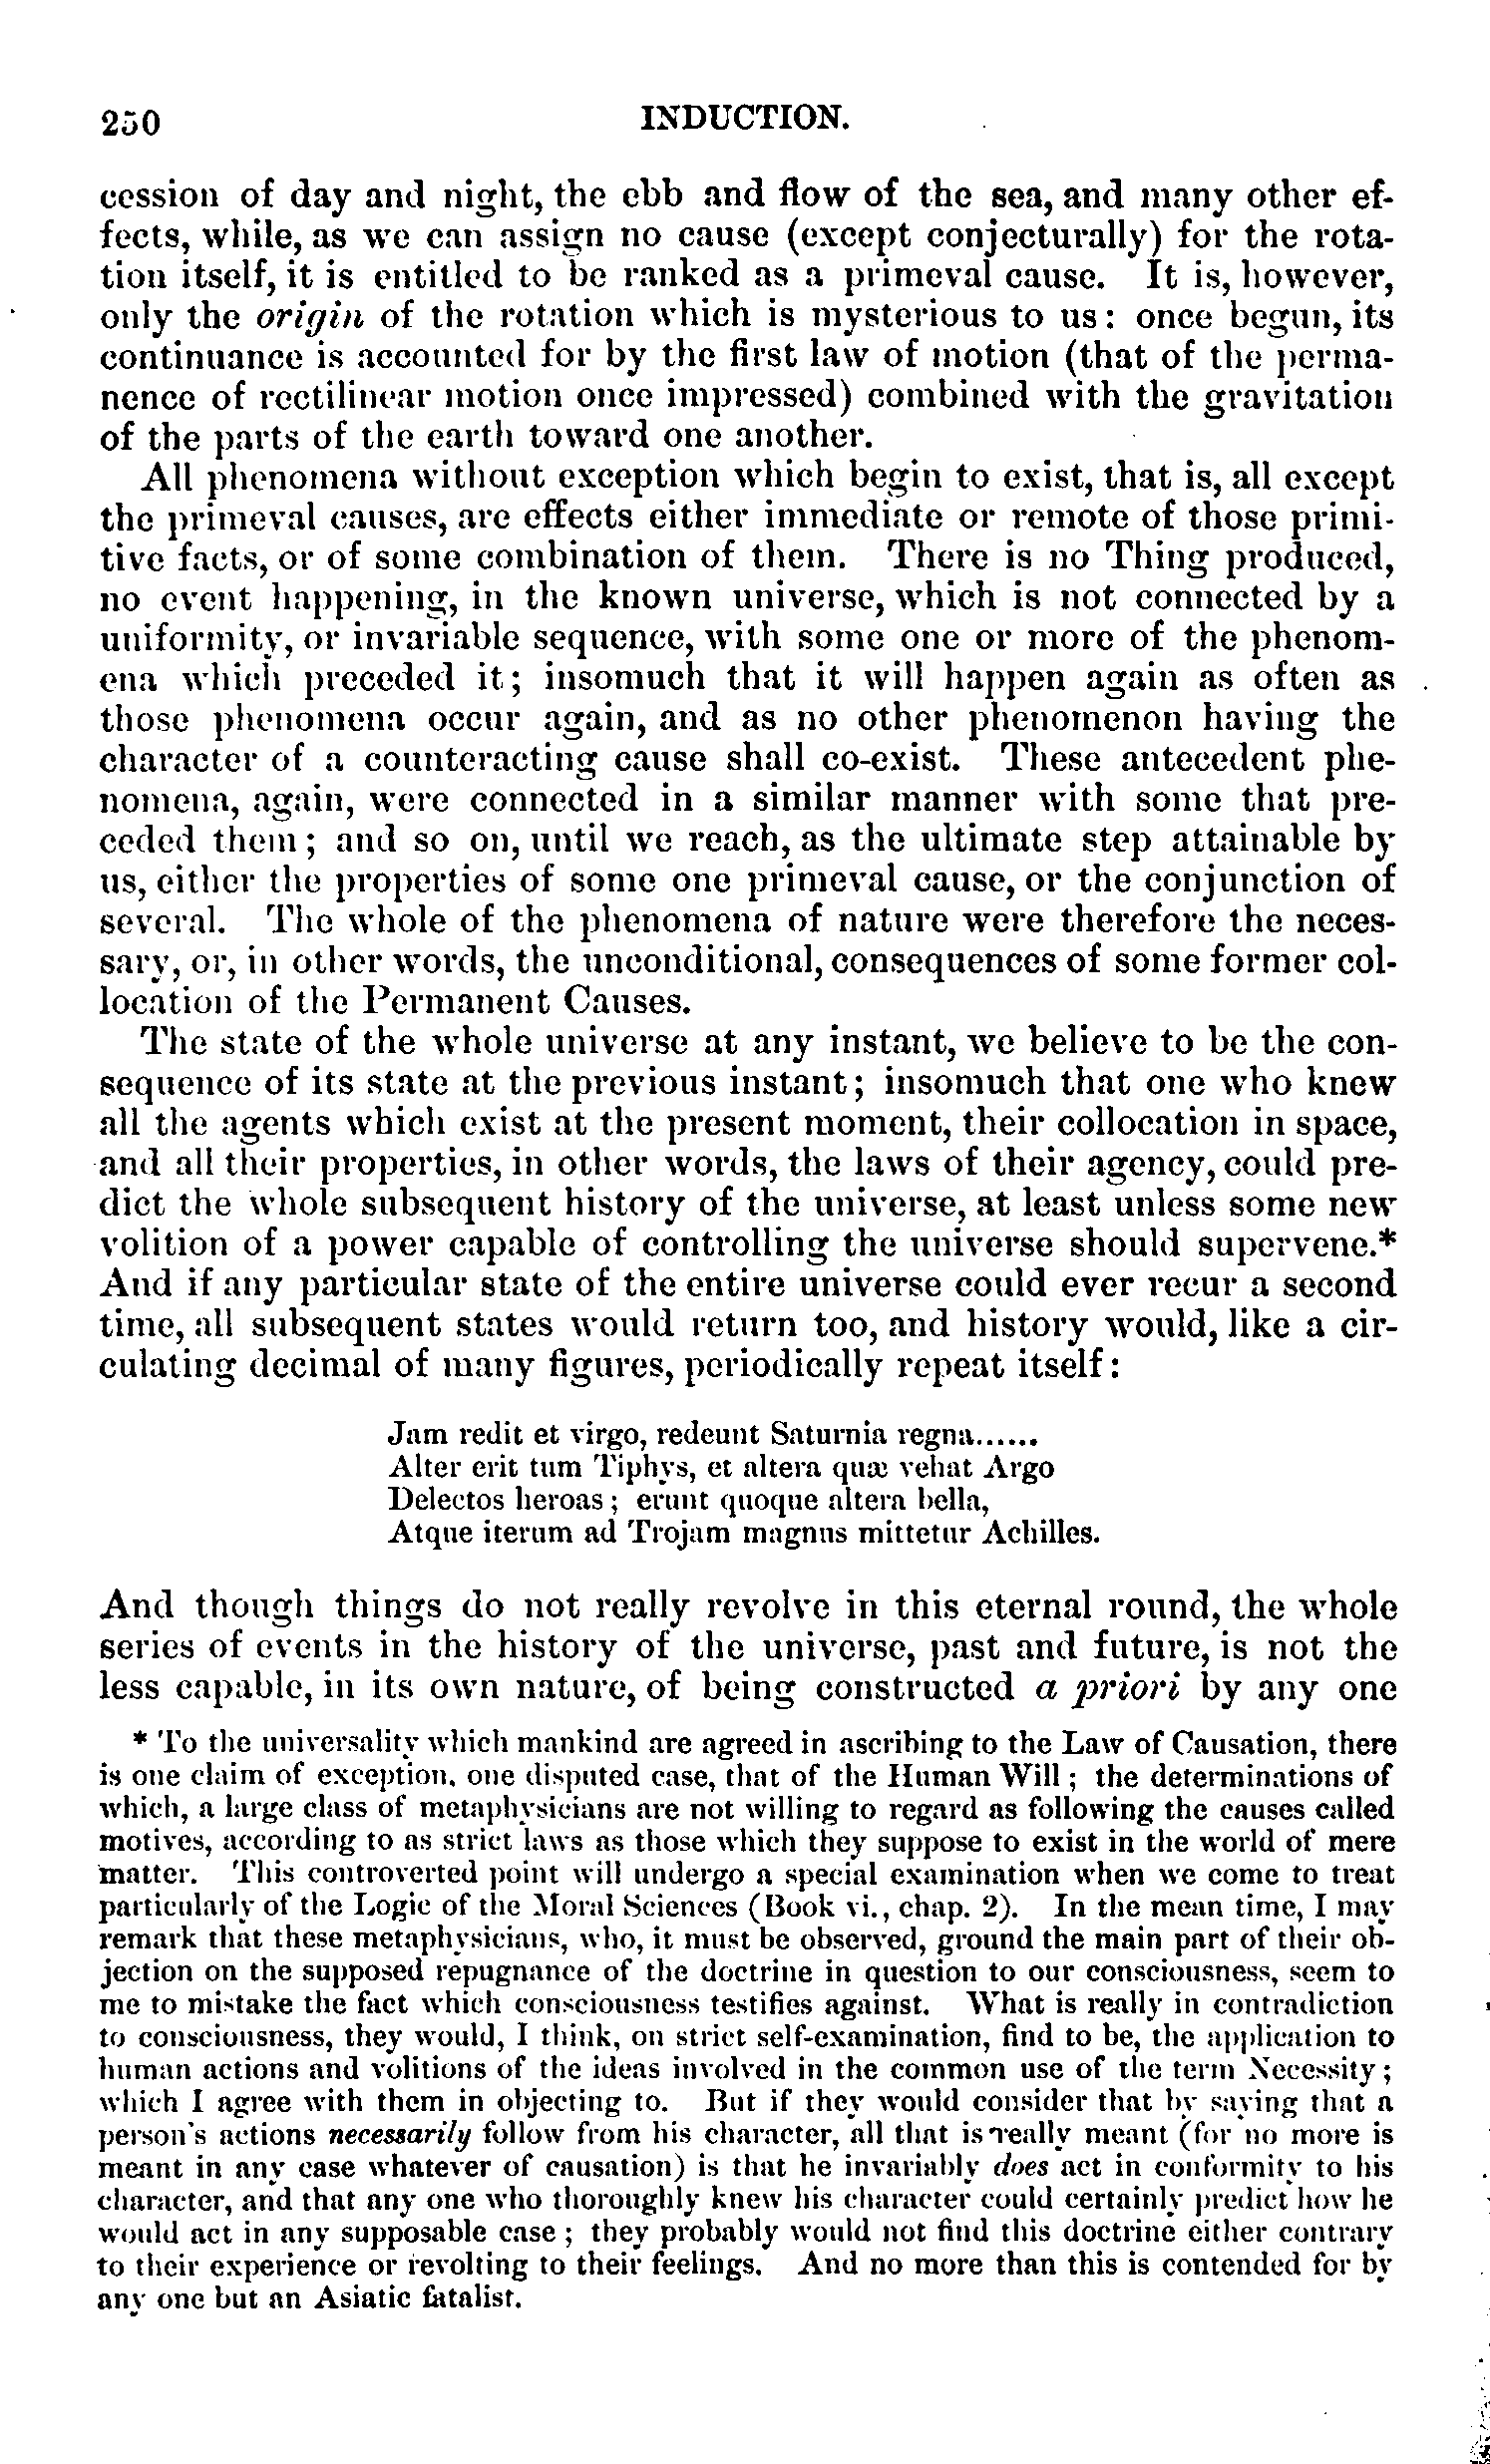 250
INDUCTION.
cession of day and night, the ebb and flow of the sea, and many other ef-
fects, while, as we can assign no cause (except conjecturally) for the rota-
tion itself, it is entitled to be ranked as a primeval cause. It is, however,
only the origin of the rotation which is mysterious to us: once begun, its
continuance is accounted for by the first law of motion (that of the perma-
nence of rectilinear motion once impressed) combined with the gravitation
of the parts of the earth toward one another.
All phenomena without exception which begin to exist, that is, all except
the primeval causes, are effects either immediate or remote of those primi-
tive facts, or of some combination of them. There is no Thing produced,
no event happening, in the known universe, which is not connected by a
uniformity, or invariable sequence, with some one or more of the phenom-
ena which preceded it; insomuch that it will happen again as often as
those phenomena occur again, and as no other phenomenon having the
character of a counteracting cause shall co-exist. These antecedent phe-
nomena, again, were connected in a similar manner with some that pre-
ceded them; and so on, until we reach, as the ultimate step attainable by
us, either the properties of some one primeval cause, or the conjunction of
several. The whole of the phenomena of nature were therefore the neces-
sary, or, in other words, the unconditional, consequences of some former col-
location of the Permanent Causes.
The state of the whole universe at any instant, we believe to be the con-
sequence of its state at the previous instant; insomuch that one who knew
all the agents which exist at the present moment, their collocation in space,
and all their properties, in other words, the laws of their agency, could pre-
dict the whole subsequent history of the universe, at least unless some new
volition of a power capable of controlling the universe should supervene.*
And if any particular state of the entire universe could ever recur a second
time, all subsequent states would return too, and history would, like a cir-
culating decimal of many figures, periodically repeat itself:
Jam redit et virgo, redeunt Saturnia regna......
Alter erit tum Tiphys, et altera quæ vehat Argo
Delectos heroas; erunt quoque altera bella,
Atque iterum ad Trojam magnus mittetur Achilles.
And though things do not really revolve in this eternal round, the whole
series of events in the history of the universe, past and future, is not the
less capable, in its own nature, of being constructed a priori by any one
* To the universality which mankind are agreed in ascribing to the Law of Causation, there
is one claim of exception, one disputed case, that of the Human Will; the determinations of
which, a large class of metaphysicians are not willing to regard as following the causes called
motives, according to as strict laws as those which they suppose to exist in the world of mere
matter. This controverted point will undergo a special examination when we come to treat
particularly of the Logic of the Moral Sciences (Book vi., chap. 2). In the mean time, I may
remark that these metaphysicians, who, it must be observed, ground the main part of their ob-
jection on the supposed repugnance of the doctrine in question to our consciousness, seem to
me to mistake the fact which consciousness testifies against. What is really in contradiction
to consciousness, they would, I think, on strict self-examination, find to be, the application to
human actions and volitions of the ideas involved in the common use of the term Necessity;
which I agree with them in objecting to. But if they would consider that by saying that a
person's actions necessarily follow from his character, all that is really meant (for no more is
meant in any case whatever of causation) is that he invariably does act in conformity to his
character, and that any one who thoroughly knew his character could certainly predict how he
would act in any supposable case; they probably would not find this doctrine either contrary
to their experience or revolting to their feelings. And no more than this is contended for by
any one but an Asiatic fatalist.